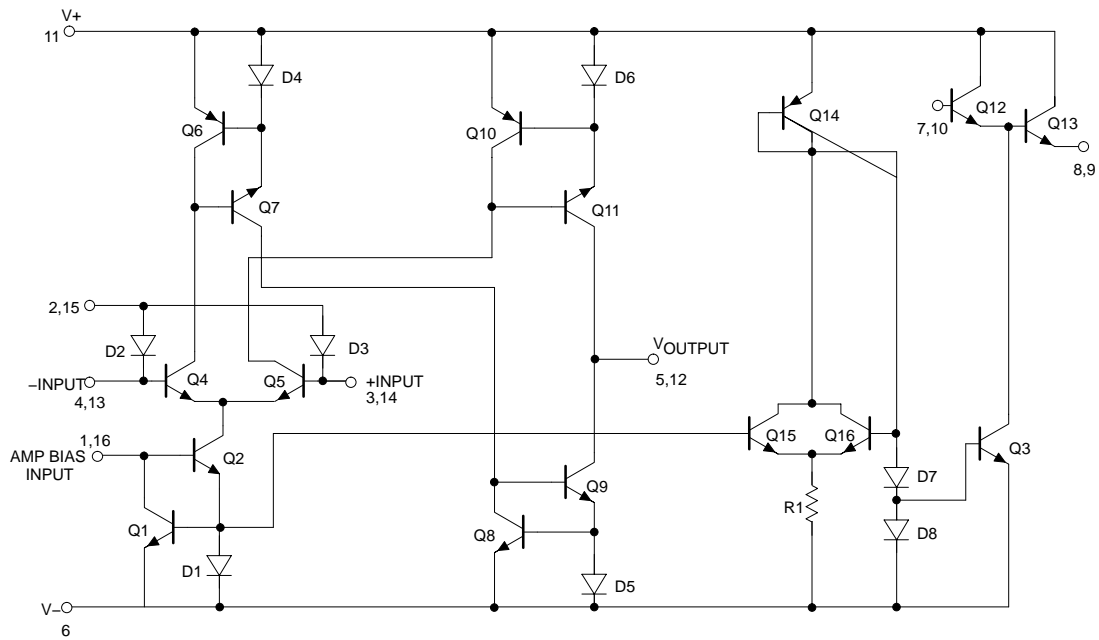 V+
11
D4
D6
Q6
Q10
Q14
Q12
7,10
Q13
8,9
Q7
Q11
2,15
D2
D3
VOUTPUT
5,12
–INPUT
4,13
Q4
Q5
+INPUT
3,14
1,16
AMP BIAS
INPUT
Q2
Q15
Q16
Q3
D7
Q9
R1
Q1
Q8
D8
D1
D5
V–
6